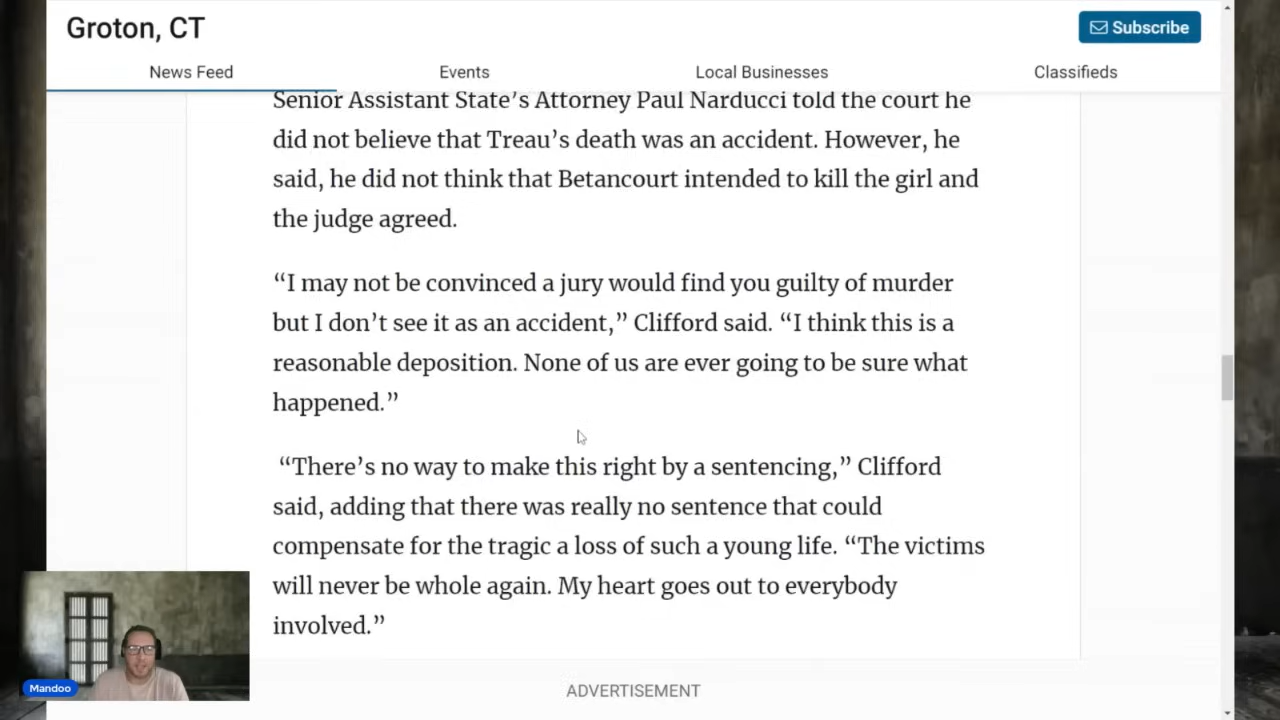 Groton, CT
Subscribe
News Feed
Events
Local Businesses
Classifieds
Senior Assistant State’s Attorney Paul Narducci told the court he
did not believe that Treau’s death was an accident. However, he
said, he did not think that Betancourt intended to kill the girl and
the judge agreed.
“I may not be convinced a jury would find you guilty of murder
but I don’t see it as an accident,” Clifford said. “I think this is a
reasonable deposition. None of us are ever going to be sure what
happened.”
“There’s no way to make this right by a sentencing,” Clifford
said, adding that there was really no sentence that could
compensate for the tragic a loss of such a young life. “The victims
will never be whole again. My heart goes out to everybody
involved.”
Mandoo
ADVERTISEMENT